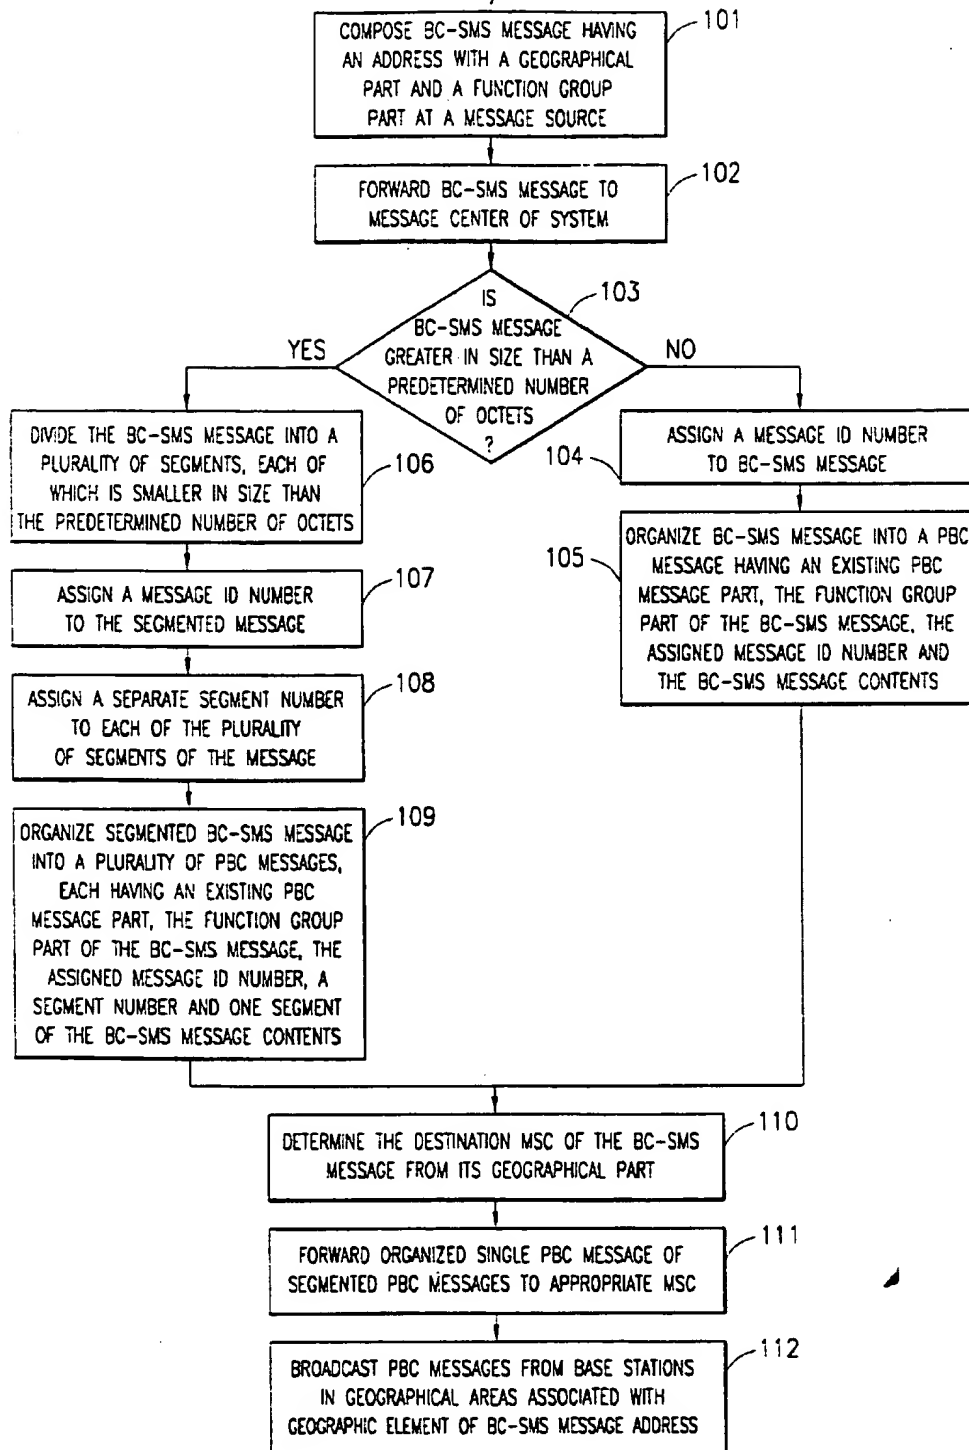 COMPOSE BC-SMS MESSAGE HAVING
AN ADDRESS WITH A GEOGRAPHICAL
PART AND A FUNCTION GROUP
PART AT A MESSAGE SOURCE
101
FORWARD BC-SMS MESSAGE TO
MESSAGE CENTER OF SYSTEM
102
IS
BC-SMS MESSAGE
GREATER IN SIZE THAN A
PREDETERMINED NUMBER
OF OCTETS
?
103
YES
NO
DIVIDE THE BC-SMS MESSAGE INTO A
PLURALITY OF SEGMENTS, EACH OF
WHICH IS SMALLER IN SIZE THAN
THE PREDETERMINED NUMBER OF OCTETS
106
ASSIGN A MESSAGE ID NUMBER
TO BC-SMS MESSAGE
104
ORGANIZE BC-SMS MESSAGE INTO A PBC
MESSAGE HAVING AN EXISTING PBC
MESSAGE PART, THE FUNCTION GROUP
PART OF THE BC-SMS MESSAGE, THE
ASSIGNED MESSAGE ID NUMBER AND
THE BC-SMS MESSAGE CONTENTS
105
ASSIGN A MESSAGE ID NUMBER
TO THE SEGMENTED MESSAGE
107
ASSIGN A SEPARATE SEGMENT NUMBER
TO EACH OF THE PLURALITY
OF SEGMENTS OF THE MESSAGE
108
ORGANIZE SEGMENTED BC-SMS MESSAGE
INTO A PLURALITY OF PBC MESSAGES,
EACH HAVING AN EXISTING PBC
MESSAGE PART, THE FUNCTION GROUP
PART OF THE BC-SMS MESSAGE, THE
ASSIGNED MESSAGE ID NUMBER, A
SEGMENT NUMBER AND ONE SEGMENT
OF THE BC-SMS MESSAGE CONTENTS
109
DETERMINE THE DESTINATION MSC OF THE BC-SMS
MESSAGE FROM ITS GEOGRAPHICAL PART
110
FORWARD ORGANIZED SINGLE PBC MESSAGE OF
SEGMENTED PBC MESSAGES TO APPROPRIATE MSC
111
BROADCAST PBC MESSAGES FROM BASE STATIONS
IN GEOGRAPHICAL AREAS ASSOCIATED WITH
GEOGRAPHIC ELEMENT OF BC-SMS MESSAGE ADDRESS
112